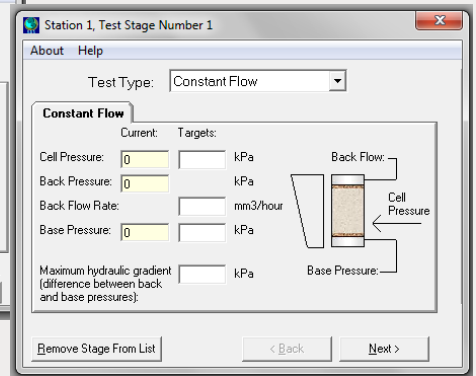 Station 1, Test Stage Number 1
About Help
Test Type: Constant Flow
Constant Flow
Current: Targets:
Cell Pressure: 0 kPa
Back Pressure: 0 kPa
Back Flow Rate: mm3/hour
Base Pressure: 0 kPa
Maximum hydraulic gradient
(difference between back kPa
and base pressures):
Back Flow:
Cell
Pressure
Base Pressure:
Remove Stage From List
< Back
Next >